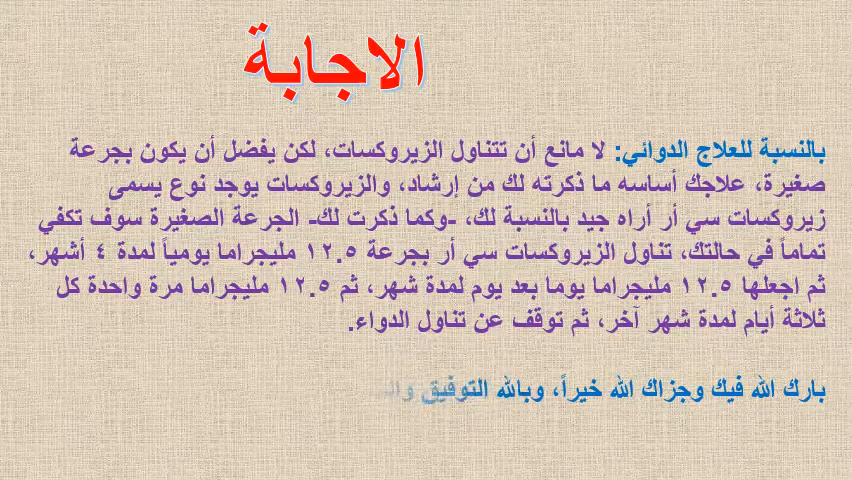 الاجابة
بالنسبة للعلاج الدوائي: لا مانع أن تتناول الزيروكسات، لكن يفضل أن يكون بجرعة
صغيرة، علاجك أساسه ما ذكرته لك من إرشاد، والزيروكسات يوجد نوع يسمى
زيروكسات سي أر أراه جيد بالنسبة لك، -وكما ذكرت لك- الجرعة الصغيرة سوف تكفي
تماماً في حالتك، تناول الزيروكسات سي أر بجرعة ١٢.٥ مليجراما يومياً لمدة ٤ أشهر،
ثم اجعلها ١٢.٥ مليجراما يوما بعد يوم لمدة شهر، ثم ١٢.٥ مليجراما مرة واحدة كل
ثلاثة أيام لمدة شهر آخر، ثم توقف عن تناول الدواء.
بارك الله فيك وجزاك الله خيراً، وبالله التوفيق